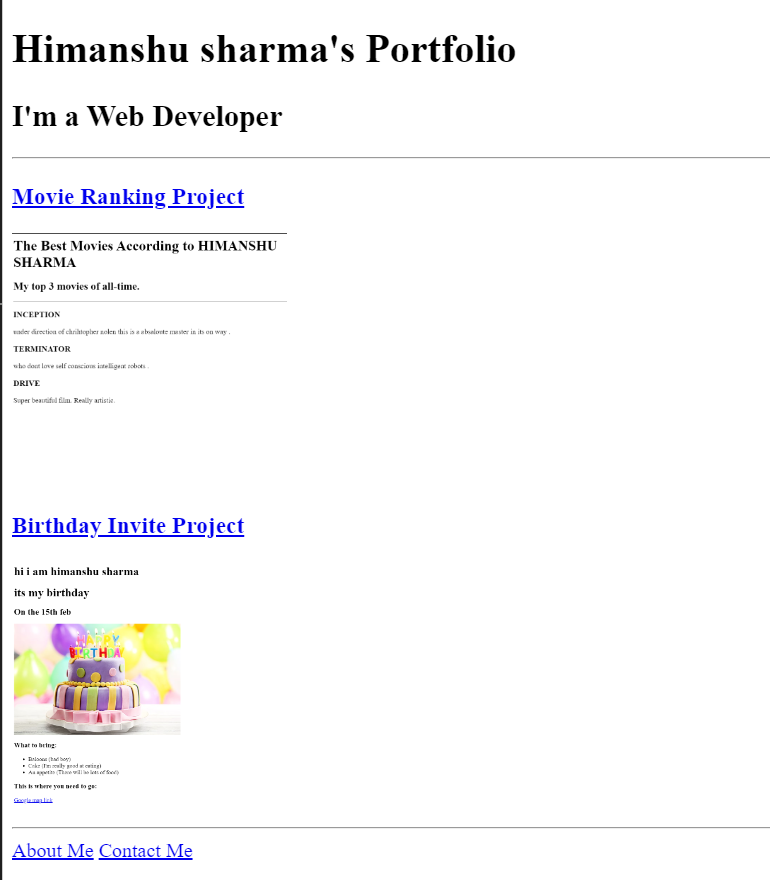 Himanshu sharma's Portfolio
I'm a Web Developer
Movie Ranking Project
The Best Movies According to HIMANSHU
SHARMA
My top 3 movies of all-time.
INCEPTION
under direction of chrihtopher nolen this is a absoloute master in its on way .
TERMINATOR
who dont love self conscious intelligent robots .
DRIVE
Super beautiful film. Really artistic.
Birthday Invite Project
hi i am himanshu sharma
its my birthday
On the 15th feb
HAPPY
BIRTHDAY
What to bring:
Baloons (bad boy)
Cake (I'm really good at eating)
An appetite (There will be lots of food)
This is where you need to go:
Google map link
About Me Contact Me